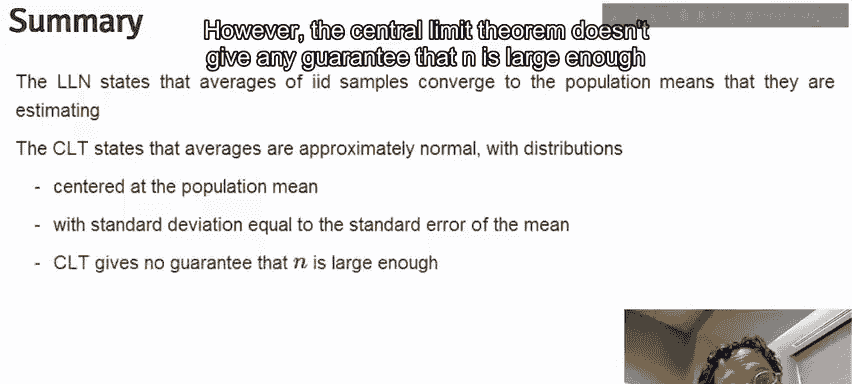 Summary
However, the central limit theorem doesn't
give any guarantee that n is large enough
The LLN states that averages of iid samples converge to the population means that they are
estimating
The CLT states that averages are approximately normal, with distributions
- centered at the population mean
- with standard deviation equal to the standard error of the mean
- CLT gives no guarantee that n is large enough